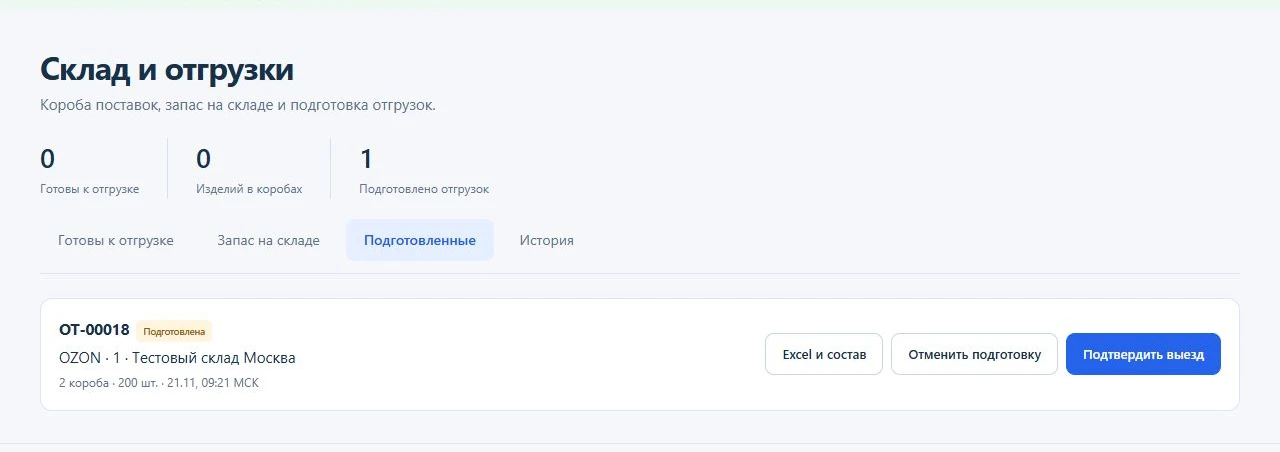 Склад и отгрузки
Короба поставок, запас на складе и подготовка отгрузок.
0
Готовы к отгрузке
0
Изделий в коробах
1
Подготовлено отгрузок
Готовы к отгрузке
Запас на складе
Подготовленные
История
ОТ-00018 Подготовлена
OZON · 1 · Тестовый склад Москва
2 короба · 200 шт. · 21.11, 09:21 МСК
Excel и состав
Отменить подготовку
Подтвердить выезд